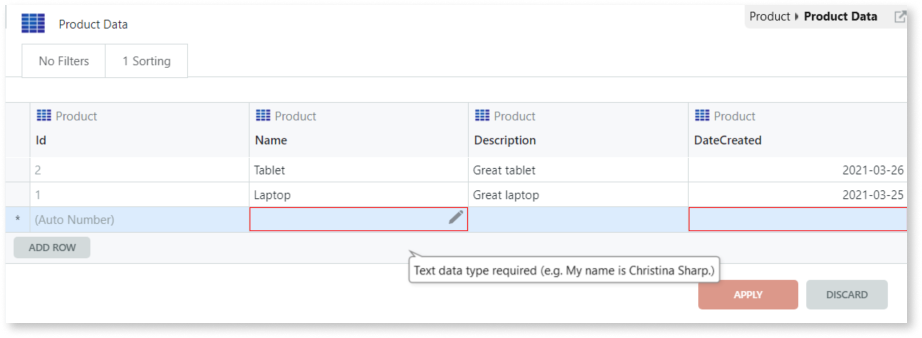 Product Data
Product Product Data
No Filters 1 Sorting
Product Product Product Product
Id Name Description DateCreated
2 Tablet Great tablet 2021-03-26
1 Laptop Great laptop 2021-03-25
* (Auto Number)
ADD ROW
Text data type required (e.g. My name is Christina Sharp.)
APPLY DISCARD